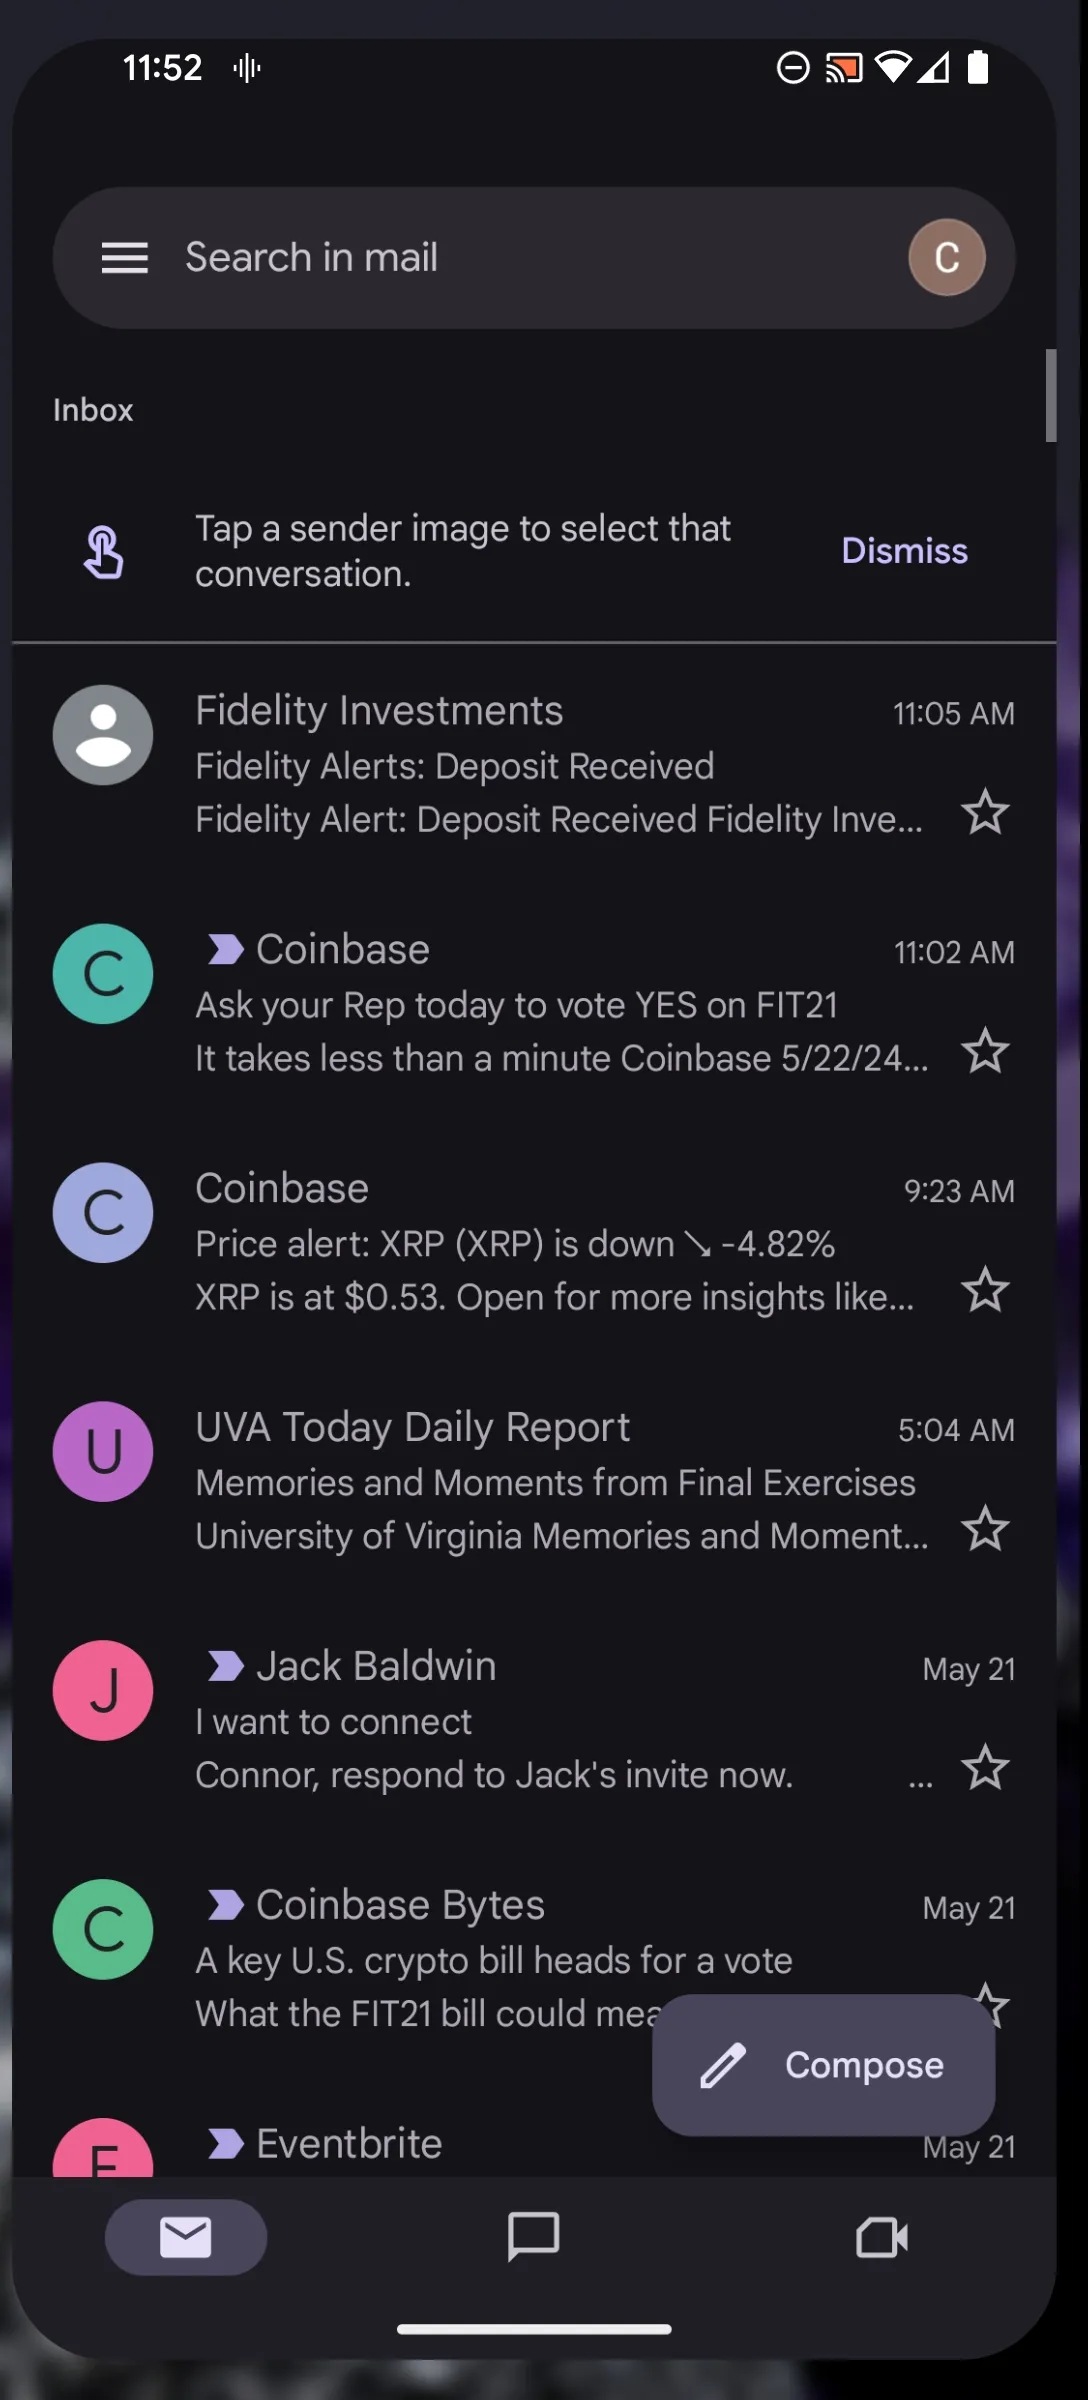 11:52
Search in mail
C
Inbox
Tap a sender image to select that
conversation.
Dismiss
Fidelity Investments
11:05 AM
Fidelity Alerts: Deposit Received
Fidelity Alert: Deposit Received Fidelity Inve...
C
Coinbase
11:02 AM
Ask your Rep today to vote YES on FIT21
It takes less than a minute Coinbase 5/22/24...
C
Coinbase
9:23 AM
Price alert: XRP (XRP) is down ↘ -4.82%
XRP is at $0.53. Open for more insights like...
U
UVA Today Daily Report
5:04 AM
Memories and Moments from Final Exercises
University of Virginia Memories and Moment...
J
Jack Baldwin
May 21
I want to connect
Connor, respond to Jack's invite now. ...
C
Coinbase Bytes
May 21
A key U.S. crypto bill heads for a vote
What the FIT21 bill could mea
Compose
E
Eventbrite
May 21